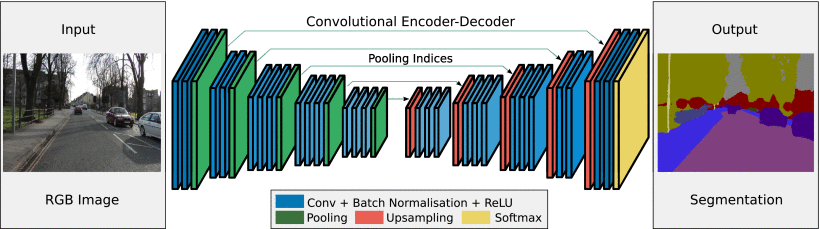 Input
RGB Image
Convolutional Encoder-Decoder
Pooling Indices
Conv + Batch Normalisation + ReLU
Pooling Upsampling Softmax
Output
Segmentation